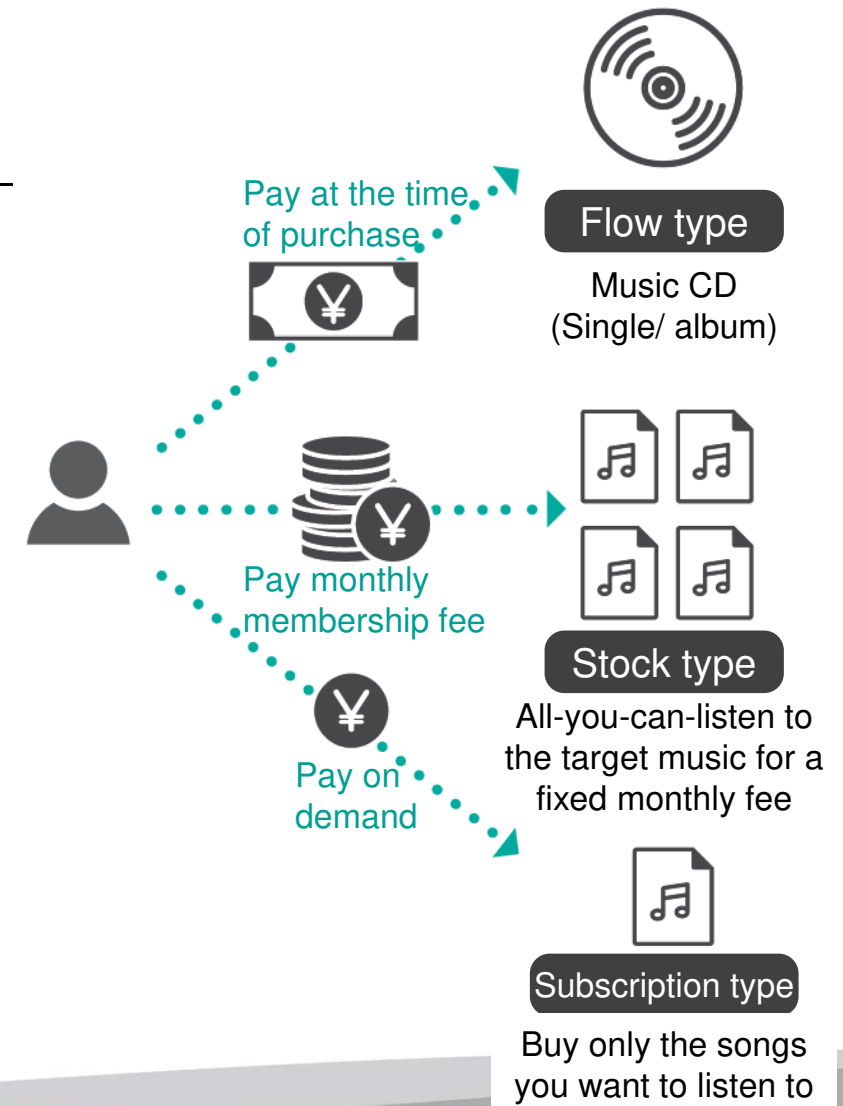 Pay at the time
of purchase
¥
Flow type
Music CD
(Single/ album)
¥
Pay monthly
membership fee
Stock type
All-you-can-listen to
the target music for a
fixed monthly fee
¥
Pay on
demand
Subscription type
Buy only the songs
you want to listen to